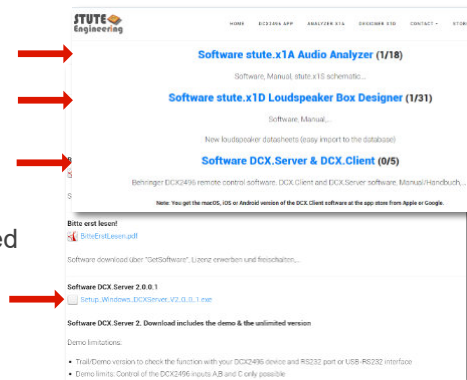 STUTE
Engineering
HOME DCX2496 APP ANALYZER X1A DESIGNER X1D CONTACT STORE
Software stute.x1A Audio Analyzer (1/18)
Software, Manual, stute.x1S schematic,...
Software stute.x1D Loudspeaker Box Designer (1/31)
Software, Manual,...
New loudspeaker datasheets (easy import to the database)
Software DCX.Server & DCX.Client (0/5)
Behringer DCX2496 remote control software, DCX.Client and DCX.Server software, Manual/Handbuch,...
Note: You get the macOS, iOS or Android version of the DCX.Client software at the app store from Apple or Google.
Bitte erst lesen!
ed
BitteErstLesen.pdf
Software download über "GetSoftware", Lizenz erwerben und freischalten,...
Software DCX.Server 2.0.0.1
Setup_Windows_DCXServer_V2_0_0_1.exe
Software DCX.Server 2. Download includes the demo & the unlimited version
Demo limitations:
• Trail/Demo version to check the function with your DCX2496 device and RS232 port or USB-RS232 interface
• Demo limits: Control of the DCX2496 inputs A,B and C only possible